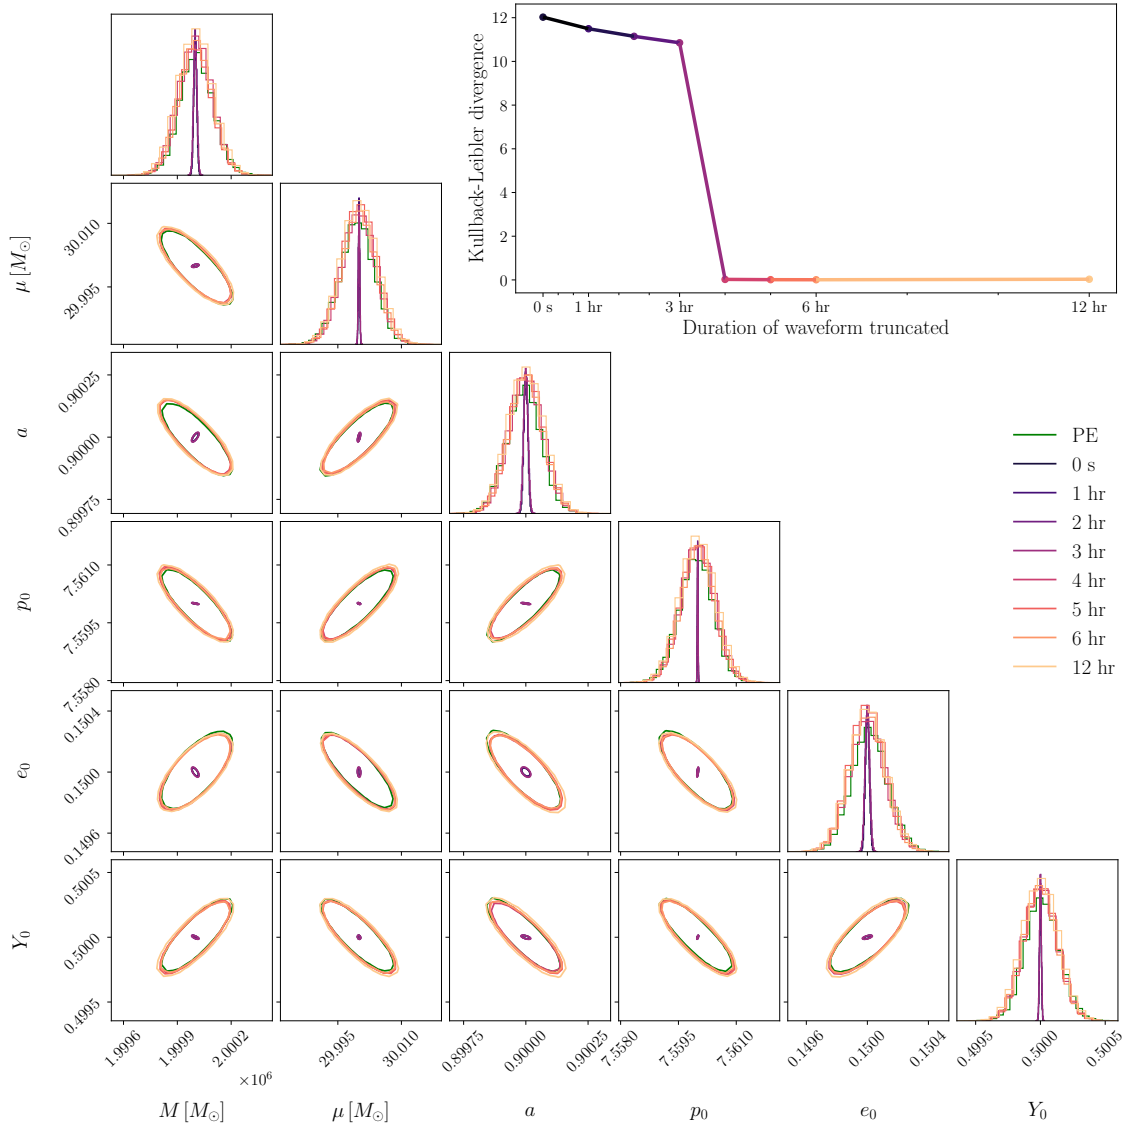 12
10
8
6
4
2
0
Kullback-Leibler divergence
0 s 1 hr 3 hr 6 hr 12 hr
Duration of waveform truncated
PE
0 s
1 hr
2 hr
3 hr
4 hr
5 hr
6 hr
12 hr
30.010
29.995
μ [M⊙]
0.90025
0.90000
0.89975
a
7.5610
7.5595
7.5580
p₀
0.1504
0.1500
0.1496
e₀
0.5005
0.5000
0.4995
Y₀
1.9996 1.9999 2.0002 29.995 30.010 0.89975 0.90000 0.90025 7.5580 7.5595 7.5610 0.1496 0.1500 0.1504 0.4995 0.5000 0.5005
×10⁶
M [M⊙] μ [M⊙] a p₀ e₀ Y₀